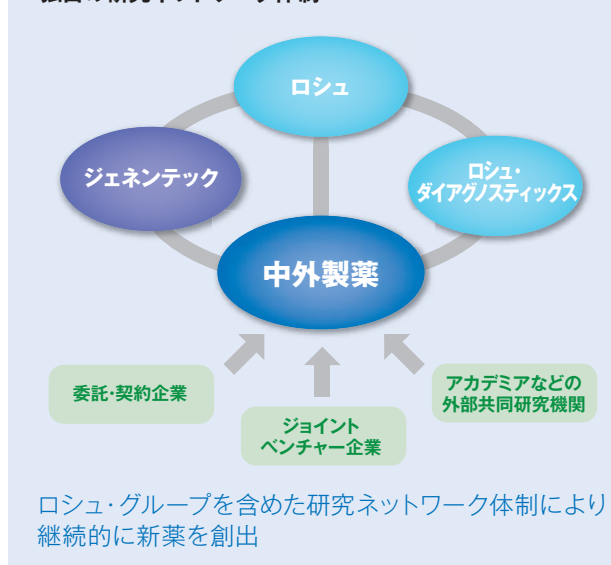 ロシュ
ジェネンテック
ロシュ・
ダイアグノスティックス
中外製薬
委託・契約企業
ジョイント
ベンチャー企業
アカデミアなどの
外部共同研究機関
ロシュ・グループを含めた研究ネットワーク体制により
継続的に新薬を創出